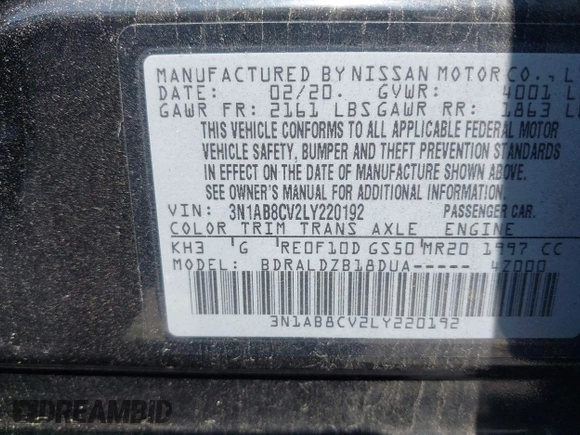 MANUFACTURED BY NISSAN MOTOR CO., L
DATE: 02/20. GVWR: 4001 L
GAWR FR: 2161 LBS GAWR RR: 1863 L
THIS VEHICLE CONFORMS TO ALL APPLICABLE FEDERAL MOTOR
VEHICLE SAFETY, BUMPER AND THEFT PREVENTION STANDARDS
IN EFFECT ON THE DATE OF MANUFACTURE SHOWN ABOVE.
SEE OWNER'S MANUAL FOR ADDITIONAL INFORMATION.
VIN: 3N1AB8CV2LY220192 PASSENGER CAR.
COLOR TRIM TRANS AXLE ENGINE
KH3 G RE0F10D GS50 MR20 1997 CC
MODEL: BDRALDZB18DUA----- 4Z000
3N1AB8CV2LY220192
DREAMBID